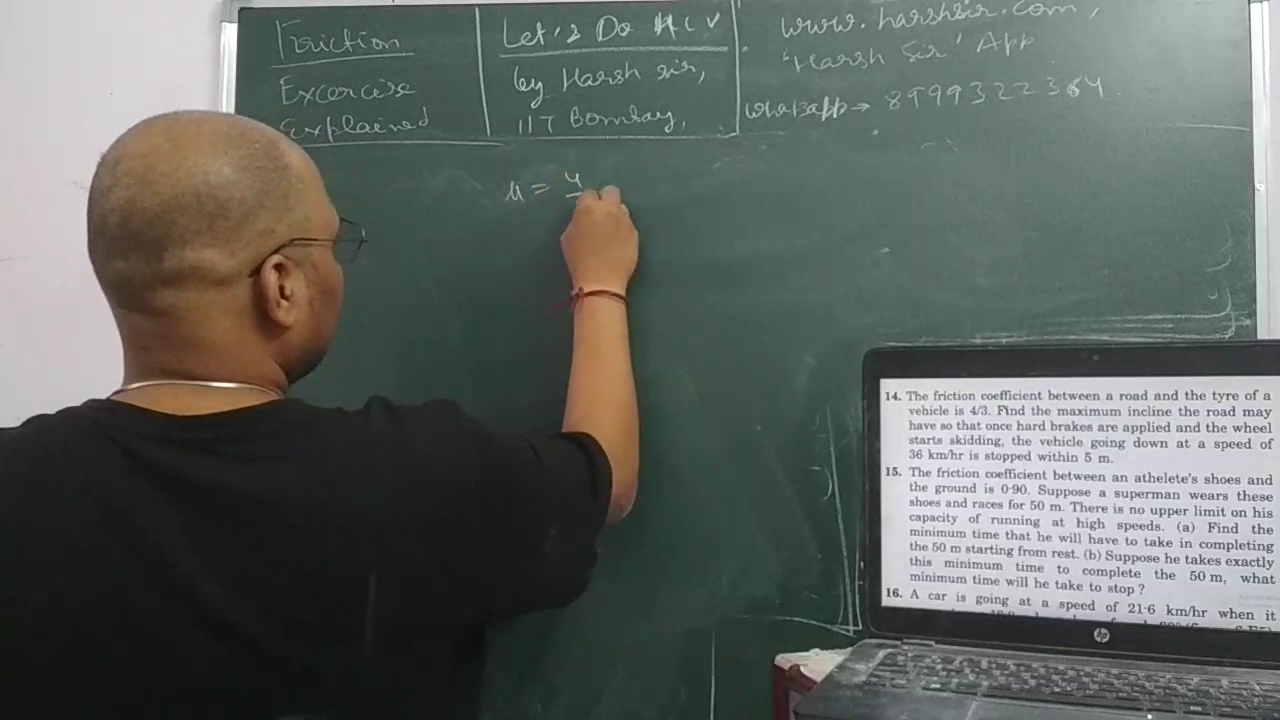 Friction
Excercise
Explained
Let's Do HCV
by Harsh sir,
IIT Bombay,
www.harshsir.com,
'Harsh Sir' App
whatsapp → 8999322364
μ = 4
14. The friction coefficient between a road and the tyre of a
vehicle is 4/3. Find the maximum incline the road may
have so that once hard brakes are applied and the wheel
starts skidding, the vehicle going down at a speed of
36 km/hr is stopped within 5 m.
15. The friction coefficient between an athelete's shoes and
the ground is 0·90. Suppose a superman wears these
shoes and races for 50 m. There is no upper limit on his
capacity of running at high speeds. (a) Find the
minimum time that he will have to take in completing
the 50 m starting from rest. (b) Suppose he takes exactly
this minimum time to complete the 50 m, what
minimum time will he take to stop ?
16. A car is going at a speed of 21·6 km/hr when it
hp